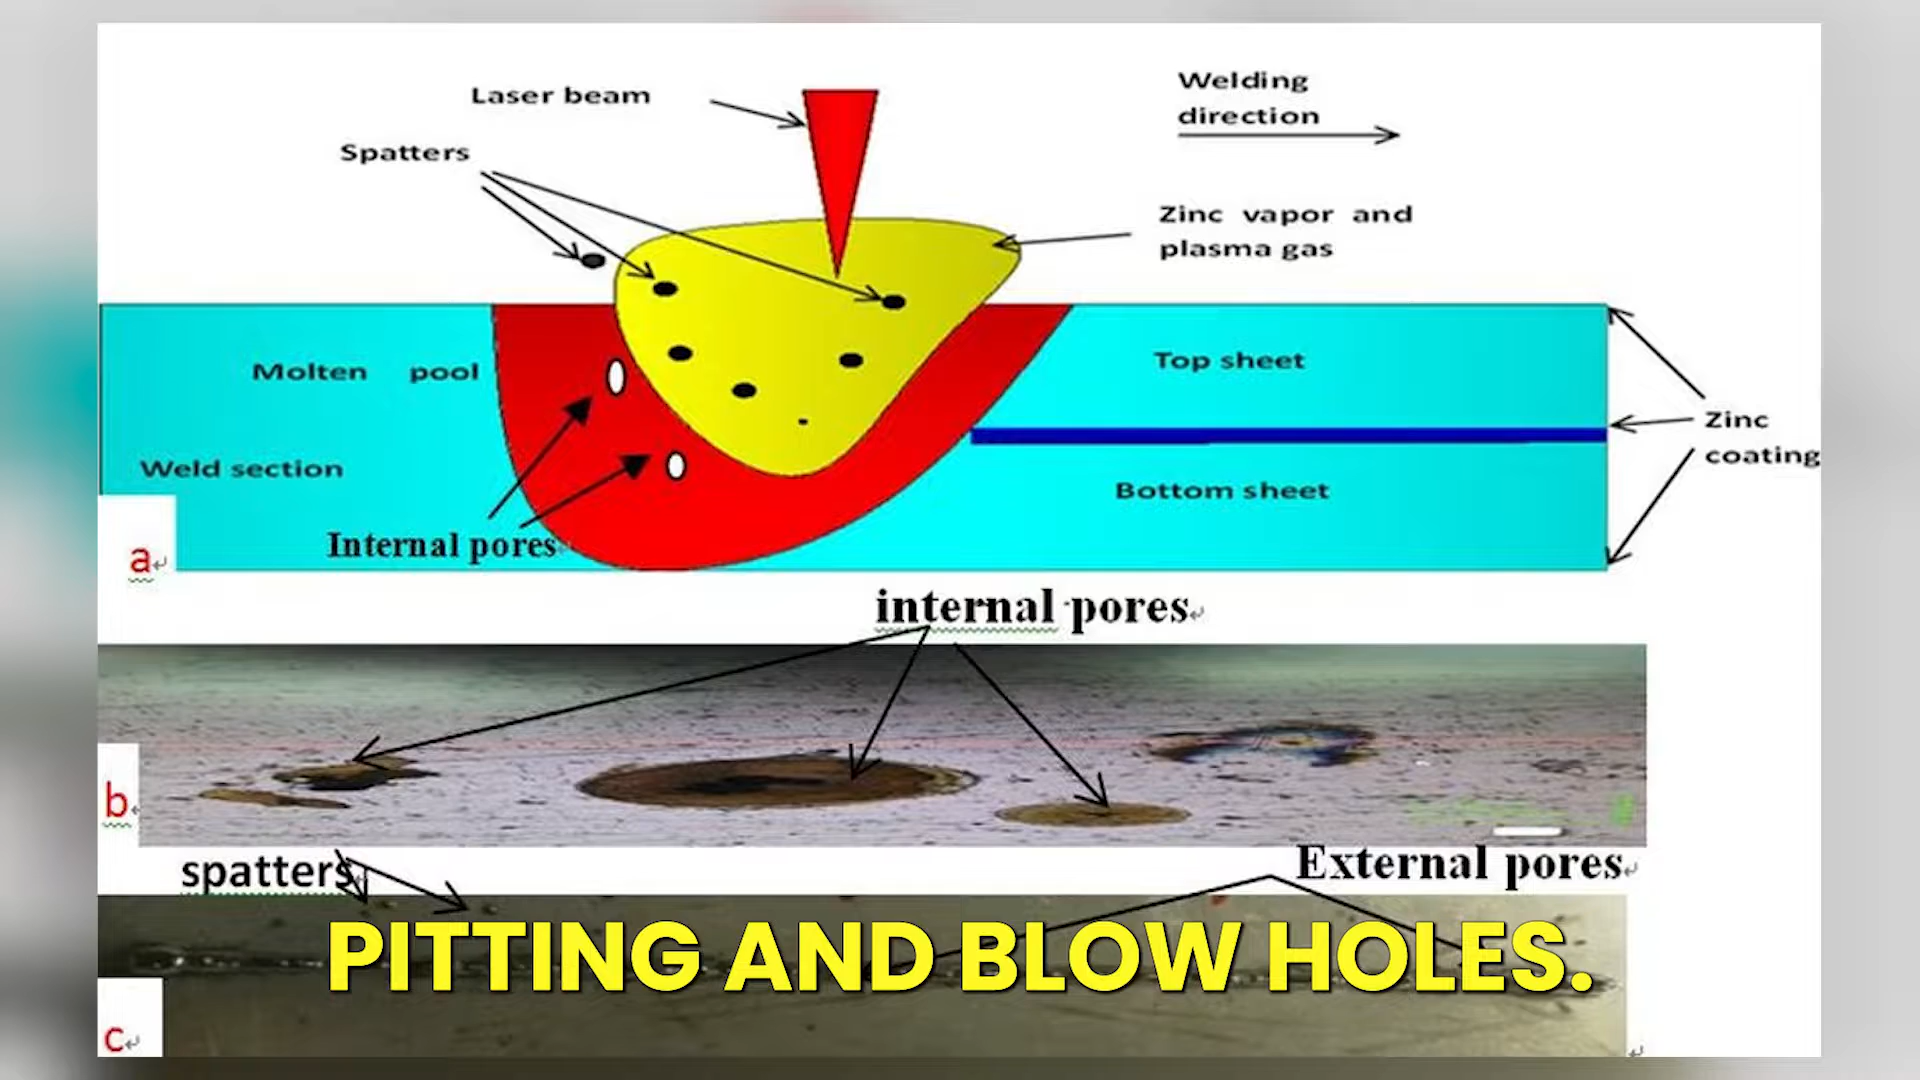 Laser beam
Welding
direction
Spatters
Zinc vapor and
plasma gas
Molten pool
Top sheet
Zinc
coating
Weld section
Bottom sheet
Internal pores
a
internal pores
b
spatters
External pores
PITTING AND BLOW HOLES.
c